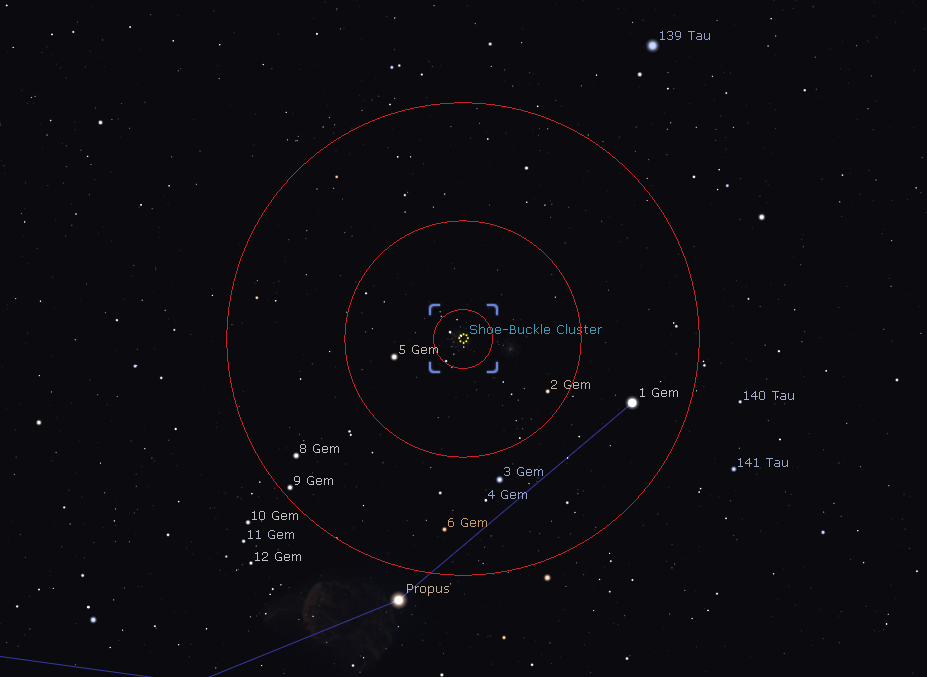 139 Tau
Shoe-Buckle Cluster
5 Gem
2 Gem
1 Gem
140 Tau
8 Gem
141 Tau
3 Gem
9 Gem
4 Gem
10 Gem
6 Gem
11 Gem
12 Gem
Propus